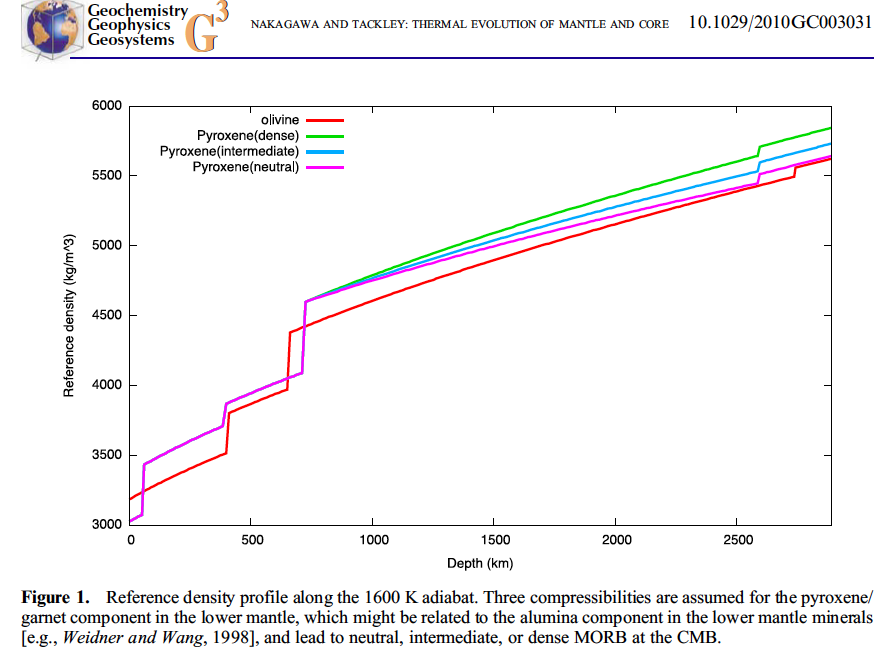 Geochemistry
Geophysics
Geosystems
G3
NAKAGAWA AND TACKLEY: THERMAL EVOLUTION OF MANTLE AND CORE
10.1029/2010GC003031
6000
5500
5000
4500
4000
3500
3000
Reference density (kg/m^3)
olivine
Pyroxene(dense)
Pyroxene(intermediate)
Pyroxene(neutral)
0
500
1000
1500
2000
2500
Depth (km)
Figure 1. Reference density profile along the 1600 K adiabat. Three compressibilities are assumed for the pyroxene/
garnet component in the lower mantle, which might be related to the alumina component in the lower mantle minerals
[e.g., Weidner and Wang, 1998], and lead to neutral, intermediate, or dense MORB at the CMB.